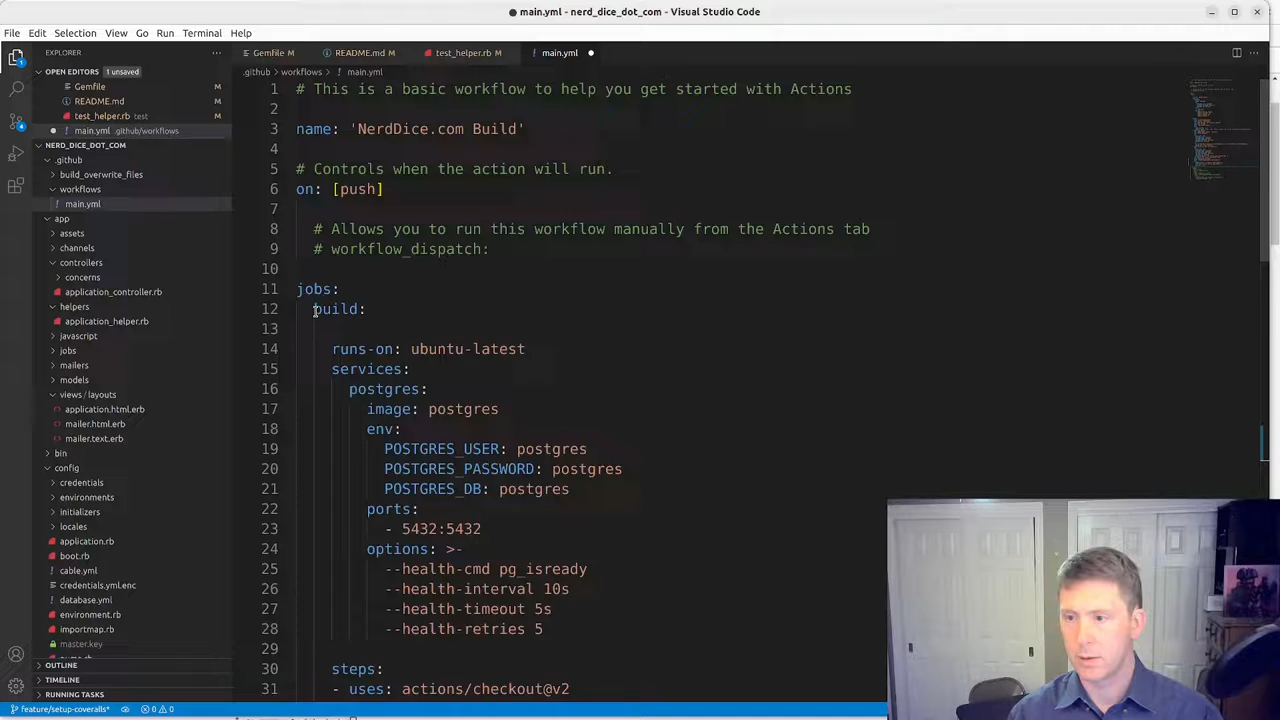 ● main.yml - nerd_dice_dot_com - Visual Studio Code
File Edit Selection View Go Run Terminal Help
EXPLORER
OPEN EDITORS 1 unsaved
Gemfile M
README.md M
test_helper.rb test M
main.yml .github/workflows
NERD_DICE_DOT_COM
.github
build_overwrite_files
workflows
main.yml
app
assets
channels
controllers
concerns
application_controller.rb
helpers
application_helper.rb
javascript
jobs
mailers
models
views / layouts
application.html.erb
mailer.html.erb
mailer.text.erb
bin
config
credentials
environments
initializers
locales
application.rb
boot.rb
cable.yml
credentials.yml.enc
database.yml
environment.rb
importmap.rb
master.key
OUTLINE
TIMELINE
RUNNING TASKS
Gemfile M README.md M test_helper.rb M main.yml ●
.github > workflows > main.yml
1 # This is a basic workflow to help you get started with Actions
2
3 name: 'NerdDice.com Build'
4
5 # Controls when the action will run.
6 on: [push]
7
8 # Allows you to run this workflow manually from the Actions tab
9 # workflow_dispatch:
10
11 jobs:
12 build:
13
14 runs-on: ubuntu-latest
15 services:
16 postgres:
17 image: postgres
18 env:
19 POSTGRES_USER: postgres
20 POSTGRES_PASSWORD: postgres
21 POSTGRES_DB: postgres
22 ports:
23 - 5432:5432
24 options: >-
25 --health-cmd pg_isready
26 --health-interval 10s
27 --health-timeout 5s
28 --health-retries 5
29
30 steps:
31 - uses: actions/checkout@v2
feature/setup-coveralls* 0 0